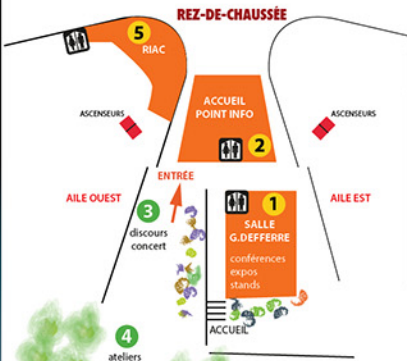 REZ-DE-CHAUSSÉE
5
RIAC
ASCENSEURS
ACCUEIL
POINT INFO
2
ASCENSEURS
ENTRÉE
AILE OUEST
3
discours
concert
1
SALLE
G.DEFFERRE
conférences
expos
stands
AILE EST
ACCUEIL
4
ateliers